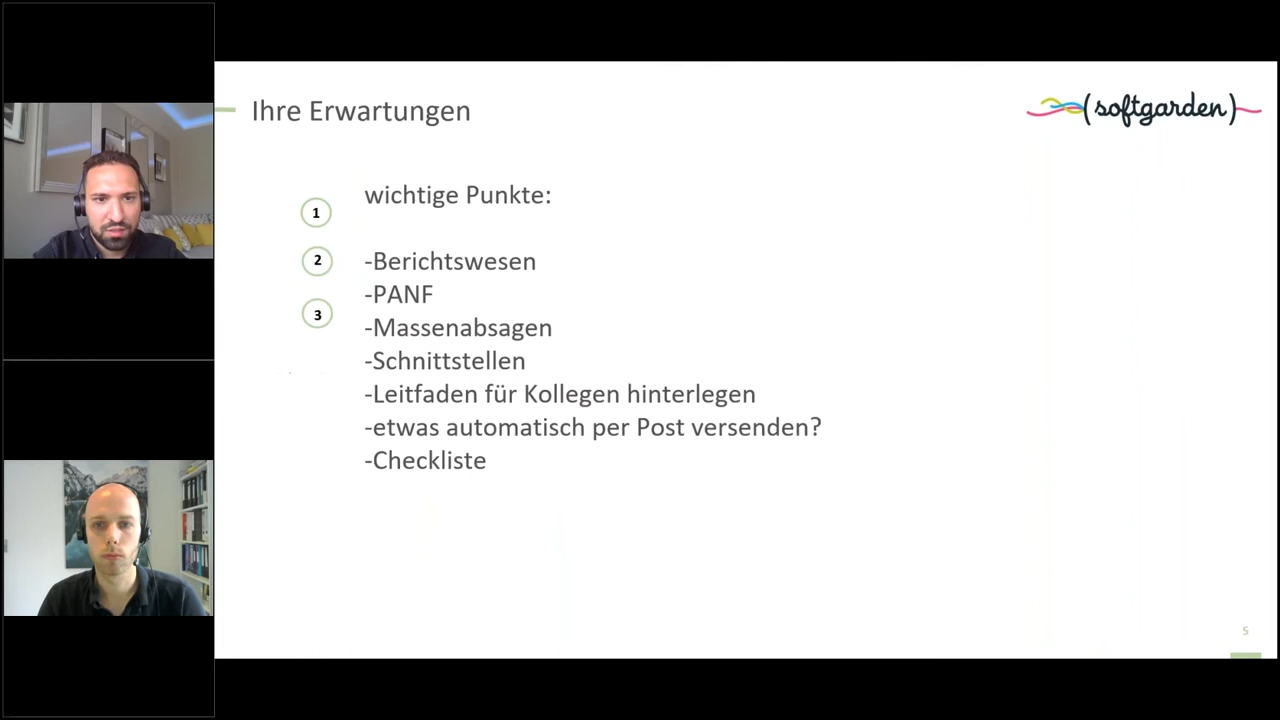 Ihre Erwartungen
(softgarden)
wichtige Punkte:
1
2
3
-Berichtswesen
-PANF
-Massenabsagen
-Schnittstellen
-Leitfaden für Kollegen hinterlegen
-etwas automatisch per Post versenden?
-Checkliste
5